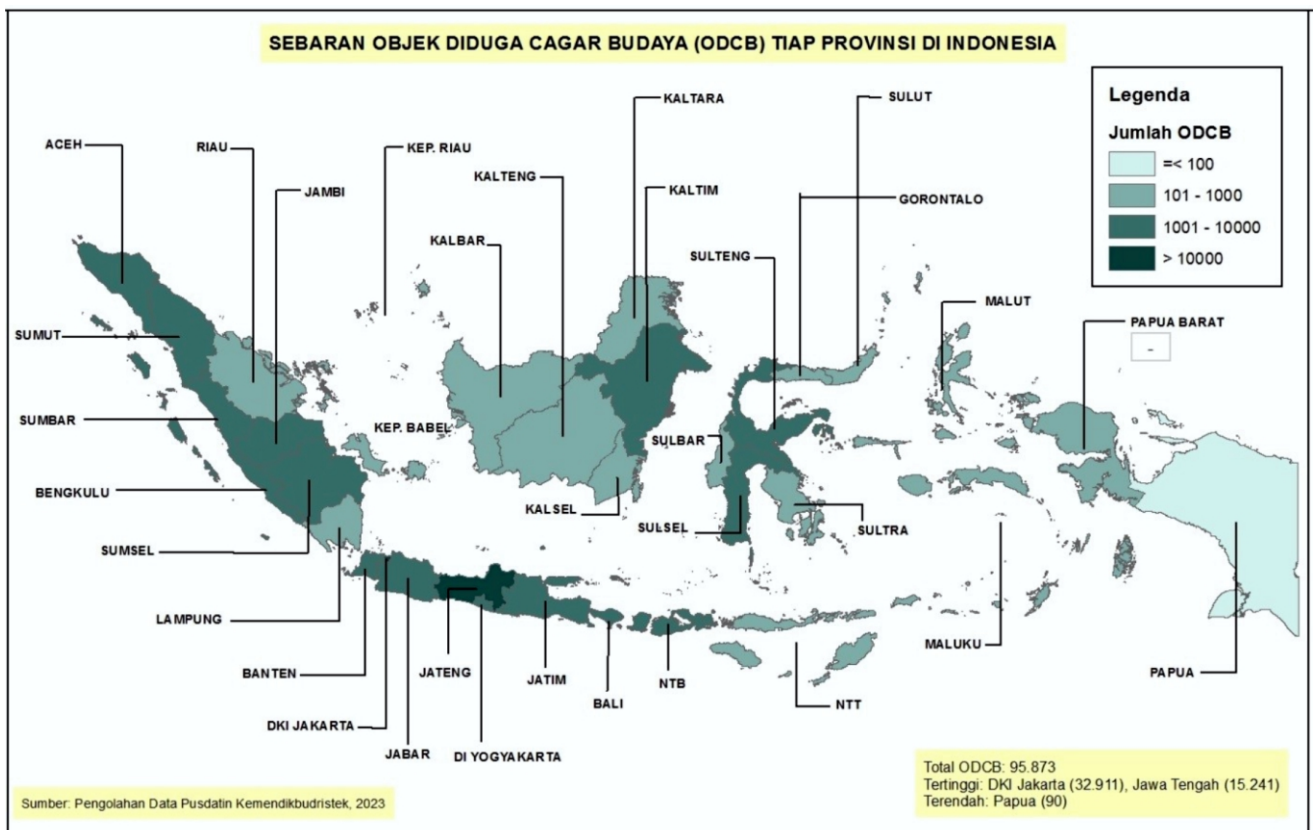 SEBARAN OBJEK DIDUGA CAGAR BUDAYA (ODCB) TIAP PROVINSI DI INDONESIA
Legenda
Jumlah ODCB
=< 100
101 - 1000
1001 - 10000
> 10000
KALTARA
SULUT
ACEH
RIAU
KEP. RIAU
KALTENG
JAMBI
KALTIM
GORONTALO
KALBAR
SULTENG
MALUT
PAPUA BARAT
-
SUMUT
SUMBAR
KEP. BABEL
SULBAR
BENGKULU
KALSEL
SULSEL
SULTRA
SUMSEL
LAMPUNG
MALUKU
BANTEN
JATENG
JATIM
NTB
PAPUA
BALI
NTT
DKI JAKARTA
JABAR
DI YOGYAKARTA
Sumber: Pengolahan Data Pusdatin Kemendikbudristek, 2023
Total ODCB: 95.873
Tertinggi: DKI Jakarta (32.911), Jawa Tengah (15.241)
Terendah: Papua (90)